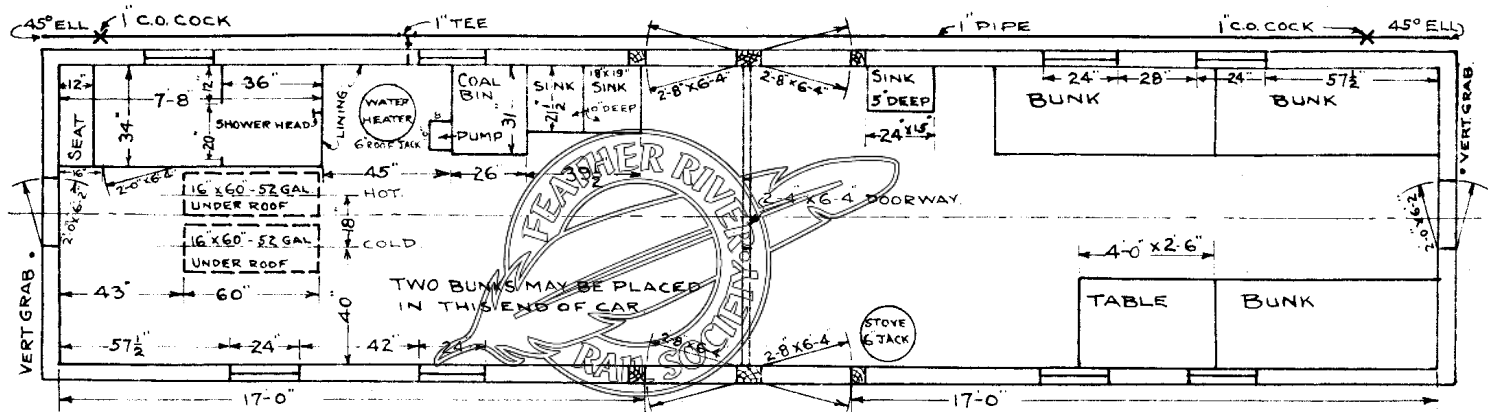 45° ELL
1" C.O. COCK
1" TEE
1" PIPE
1" C.O. COCK
45° ELL
12"
34"
12"
36"
7'-8"
SEAT
20"
SHOWER HEAD
LINING
WATER
HEATER
6" ROOF JACK
COAL
BIN
31"
PUMP
SINK
21 1/2"
18"x19"
SINK
DEEP
2'-8"x6'-4"
2'-8"x6'-4"
SINK
5" DEEP
24"x15"
24"
28"
24"
57 1/2"
BUNK
BUNK
VERT. GRAB.
2'-0"x6'-4"
2'-0"x6'-2"
16"x60"-52 GAL.
UNDER ROOF
45"
26"
HOT.
18"
16"x60"-52 GAL
UNDER ROOF
COLD
2'-4"x6'-4" DOORWAY.
2'-0"x6'-2"
FEATHER RIVER
RAIL SOCIETY
43"
60"
40
TWO BUNKS MAY BE PLACED
IN THIS END OF CAR
4'-0"x2'-6"
TABLE
BUNK
VERT GRAB.
57 1/2"
24"
42"
24"
2'-8"x6'-4"
STOVE
6" JACK
17'-0"
17'-0"